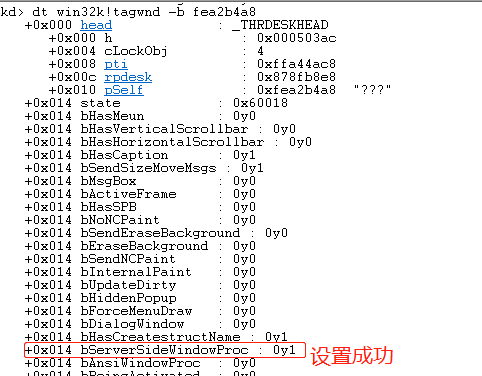 kd> dt win32k!tagwnd -b fea2b4a8
+0x000 head : _THRDESKHEAD
+0x000 h : 0x000503ac
+0x004 cLockObj : 4
+0x008 pti : 0xffa44ac8
+0x00c rpdesk : 0x878fb8e8
+0x010 pSelf : 0xfea2b4a8 "???"
+0x014 state : 0x60018
+0x014 bHasMeun : 0y0
+0x014 bHasVerticalScrollbar : 0y0
+0x014 bHasHorizontalScrollbar : 0y0
+0x014 bHasCaption : 0y1
+0x014 bSendSizeMoveMsgs : 0y1
+0x014 bMsgBox : 0y0
+0x014 bActiveFrame : 0y0
+0x014 bHasSPB : 0y0
+0x014 bNoNCPaint : 0y0
+0x014 bSendEraseBackground : 0y0
+0x014 bEraseBackground : 0y0
+0x014 bSendNCPaint : 0y0
+0x014 bInternalPaint : 0y0
+0x014 bUpdateDirty : 0y0
+0x014 bHiddenPopup : 0y0
+0x014 bForceMenuDraw : 0y0
+0x014 bDialogWindow : 0y0
+0x014 bHasCreatestructName : 0y1
+0x014 bServerSideWindowProc : 0y1 设置成功
+0x014 bAnsiWindowProc : 0y0
+0x014 bBeingActivated : 0y0